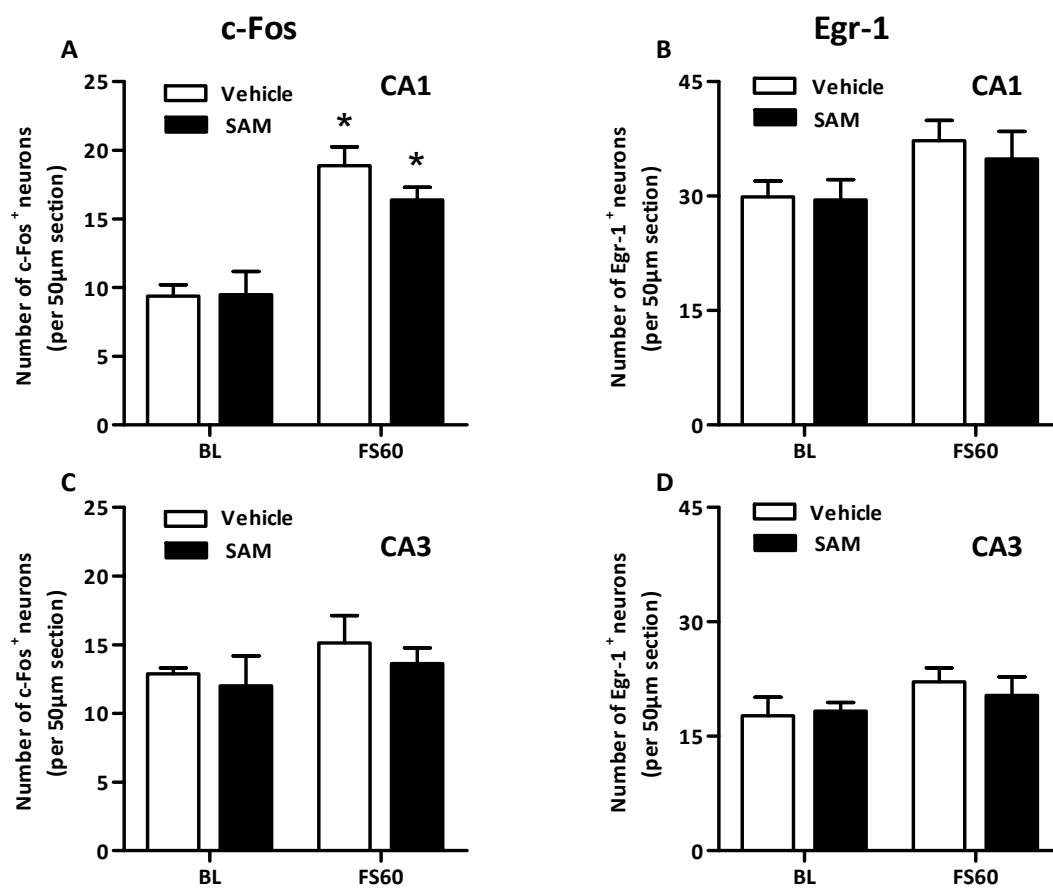 c-Fos
Egr-1
A
CA1
Vehicle
SAM
Number of c-Fos⁺ neurons
(per 50µm section)
25
20
15
10
5
0
*
*
BL
FS60
B
CA1
Vehicle
SAM
Number of Egr-1⁺ neurons
(per 50µm section)
45
30
15
0
BL
FS60
C
CA3
Vehicle
SAM
Number of c-Fos⁺ neurons
(per 50µm section)
25
20
15
10
5
0
BL
FS60
D
CA3
Vehicle
SAM
Number of Egr-1⁺ neurons
(per 50µm section)
45
30
15
0
BL
FS60